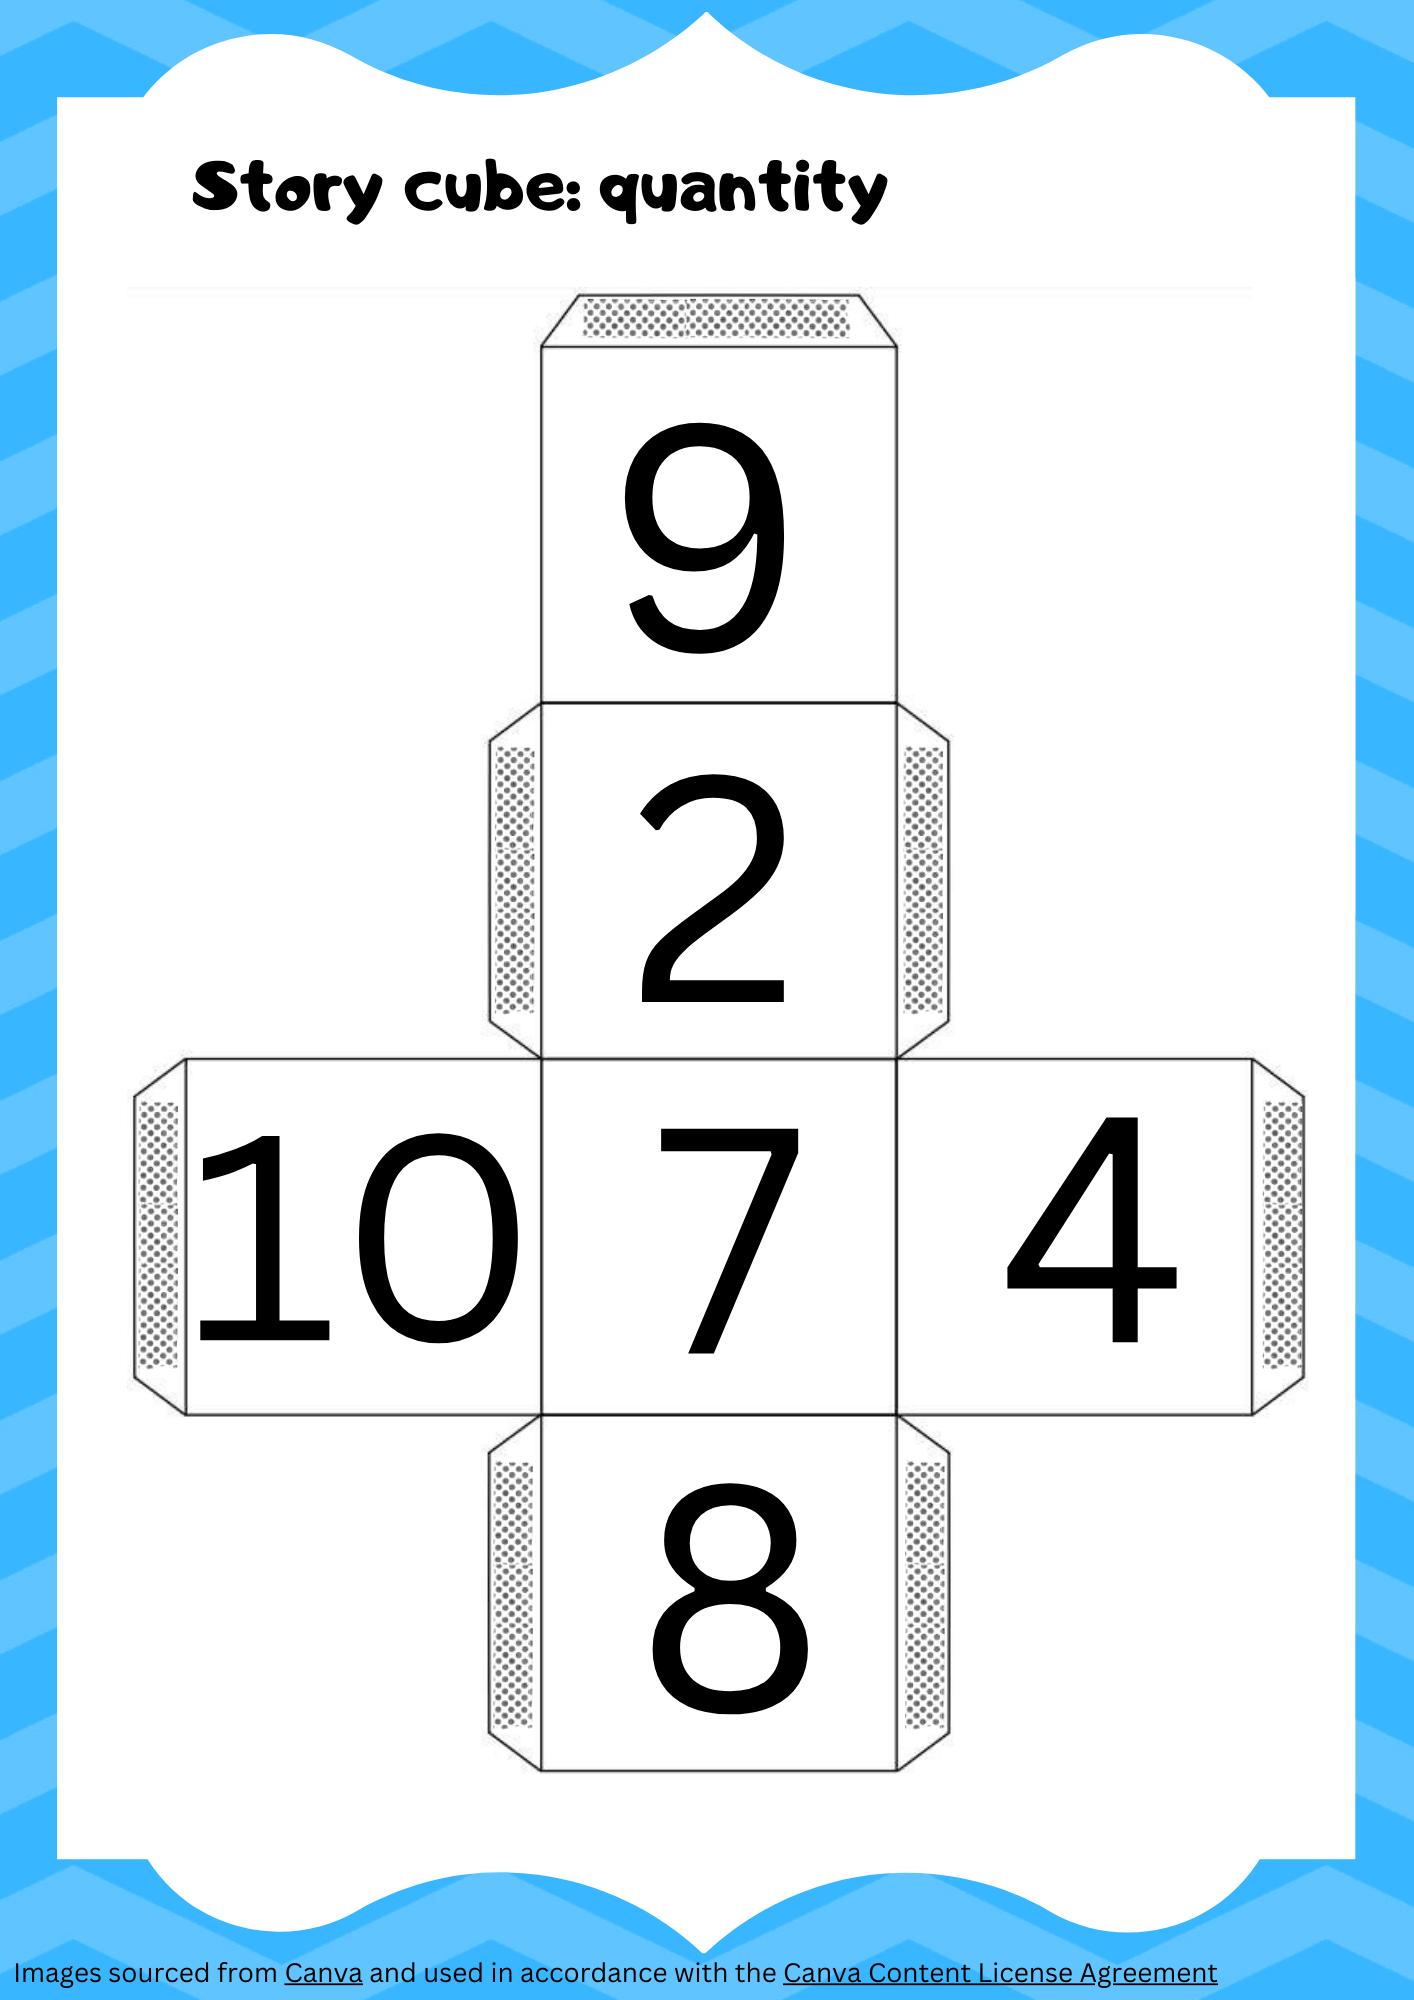 Story cube: quantity
9
2
10 7 4
8
Images sourced from Canva and used in accordance with the Canva Content License Agreement